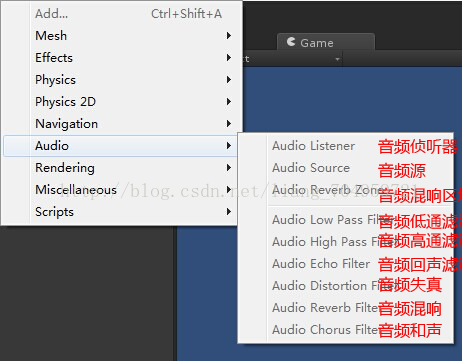 Add... Ctrl+Shift+A
Mesh
Effects
Physics
Physics 2D
Navigation
Audio
Rendering
Miscellaneous
Scripts
Game
Audio Listener 音频侦听器
Audio Source 音频源
Audio Reverb Zone 音频混响区
Audio Low Pass Filter 音频低通滤
Audio High Pass Filter 音频高通滤
Audio Echo Filter 音频回声滤
Audio Distortion Filter 音频失真
Audio Reverb Filter 音频混响
Audio Chorus Filter 音频和声